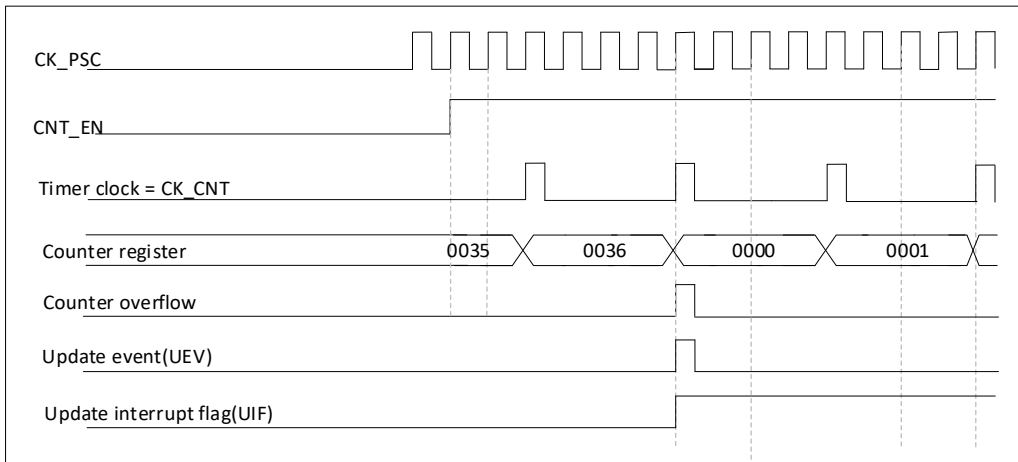 CK_PSC
CNT_EN
Timer clock = CK_CNT
Counter register 0035 0036 0000 0001
Counter overflow
Update event(UEV)
Update interrupt flag(UIF)